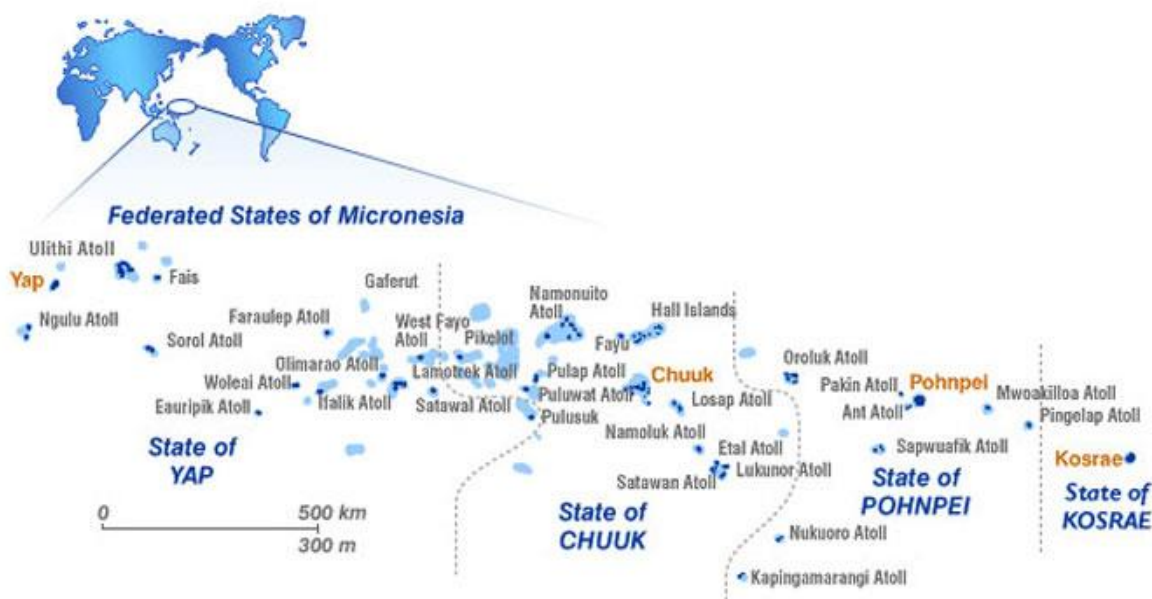 Federated States of Micronesia
Ulithi Atoll
Yap
Fais
Gaferut
Ngulu Atoll
Sorol Atoll
Faraulep Atoll
West Fayo
Atoll
Pikelot
Namonuito
Atoll
Hall Islands
Fayu
Olimarao Atoll
Lamotrek Atoll
Pulap Atoll
Chuuk
Oroluk Atoll
Woleai Atoll
Ifalik Atoll
Satawal Atoll
Puluwat Atoll
Losap Atoll
Pakin Atoll
Pohnpei
Mwoakilloa Atoll
Eauripik Atoll
Pulusuk
Ant Atoll
Pingelap Atoll
Namoluk Atoll
Etal Atoll
Sapwuafik Atoll
Satawan Atoll
Lukunor Atoll
Kosrae
State of
YAP
State of
CHUUK
State of
POHNPEI
State of
KOSRAE
0
500 km
300 m
Nukuoro Atoll
Kapingamarangi Atoll